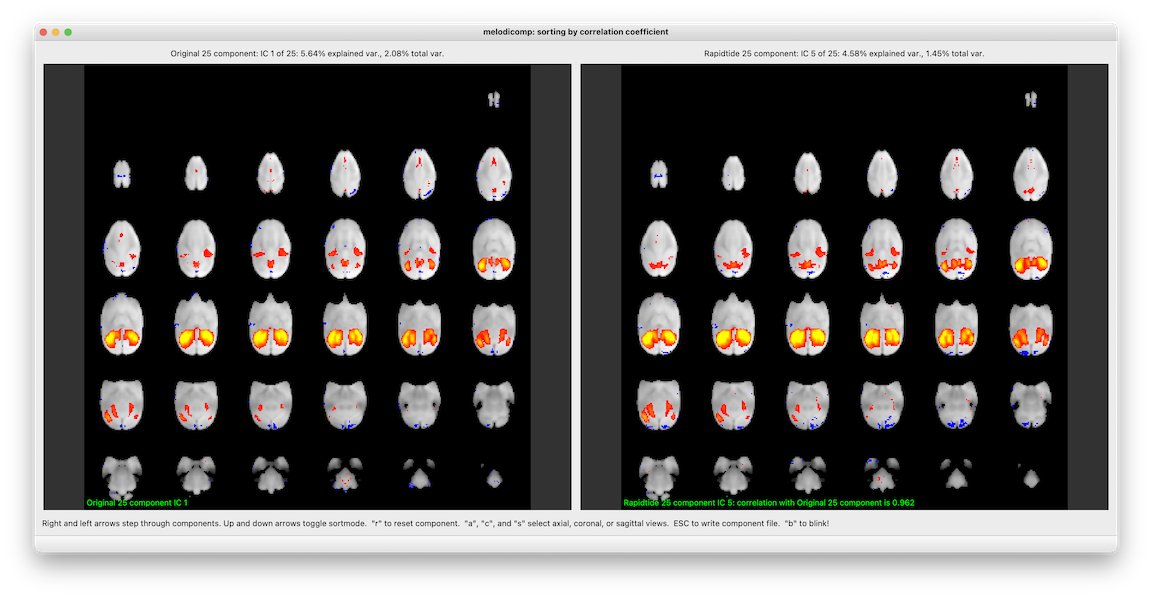 melodicomp: sorting by correlation coefficient
Original 25 component: IC 1 of 25: 5.64% explained var., 2.08% total var.
Rapidtide 25 component: IC 5 of 25: 4.58% explained var., 1.45% total var.
Original 25 component IC 1
Rapidtide 25 component IC 5: correlation with Original 25 component is 0.962
Right and left arrows step through components. Up and down arrows toggle sortmode. "r" to reset component. "a", "c", and "s" select axial, coronal, or sagittal views. ESC to write component file. "b" to blink!